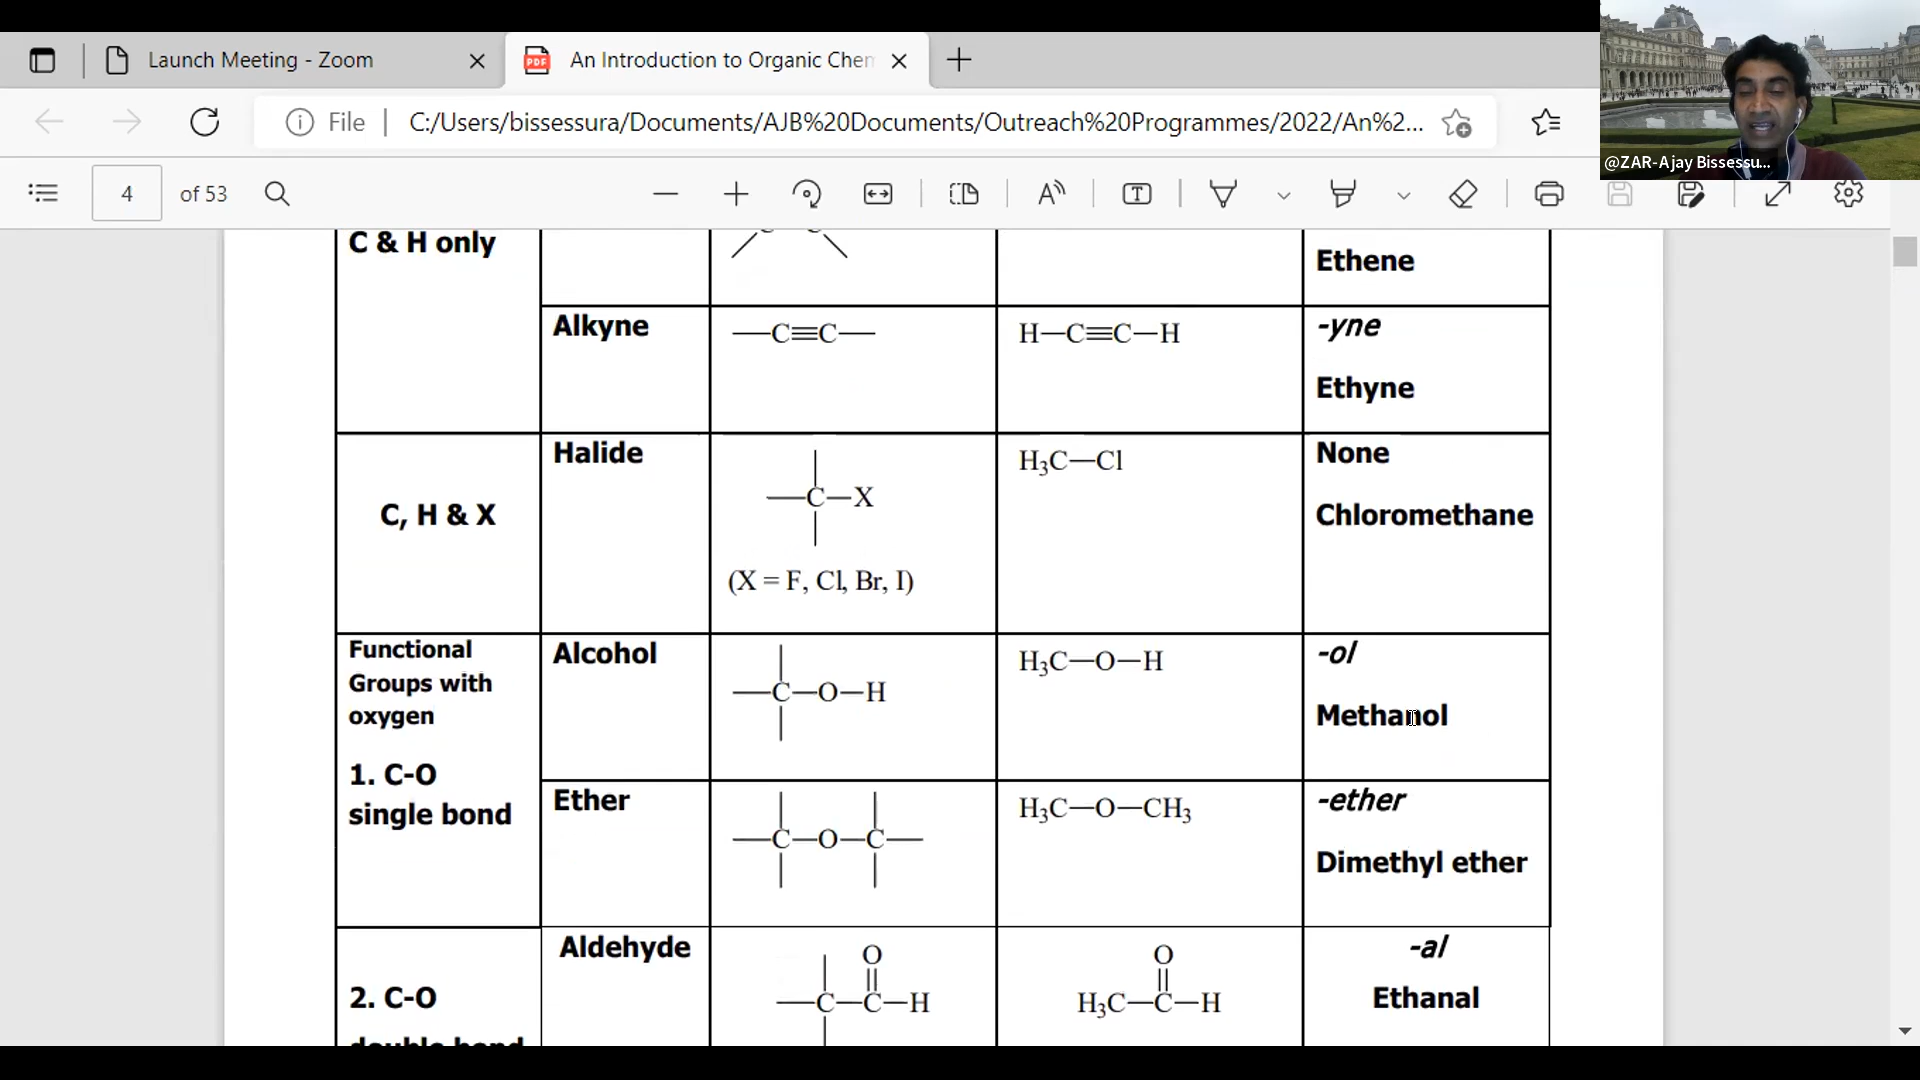 Launch Meeting - Zoom
An Introduction to Organic Chem
File
C:/Users/bissessura/Documents/AJB%20Documents/Outreach%20Programmes/2022/An%2...
@ZAR-Ajay Bissessu...
4 of 53
C & H only
Ethene
Alkyne
—C≡C—
H—C≡C—H
-yne
Ethyne
C, H & X
Halide
—C—X
(X = F, Cl, Br, I)
H₃C—Cl
None
Chloromethane
Functional
Groups with
oxygen
1. C-O
single bond
Alcohol
—C—O—H
H₃C—O—H
-ol
Methanol
Ether
—C—O—C—
H₃C—O—CH₃
-ether
Dimethyl ether
2. C-O
double bond
Aldehyde
O
—C—C—H
O
H₃C—C—H
-al
Ethanal